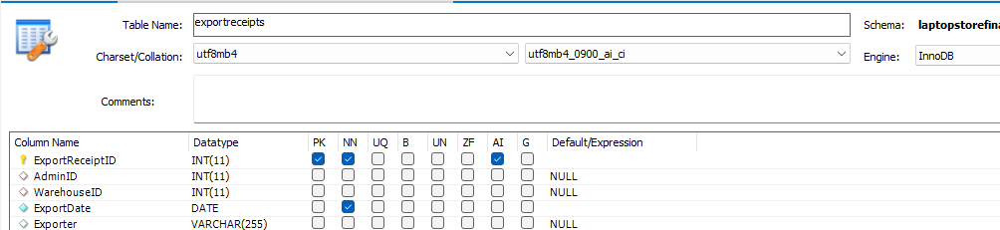 Table Name: exportreceipts Schema: laptopstorefina
Charset/Collation: utf8mb4 utf8mb4_0900_ai_ci Engine: InnoDB
Comments:
Column Name Datatype PK NN UQ B UN ZF AI G Default/Expression
ExportReceiptID INT(11)
AdminID INT(11) NULL
WarehouseID INT(11) NULL
ExportDate DATE
Exporter VARCHAR(255) NULL